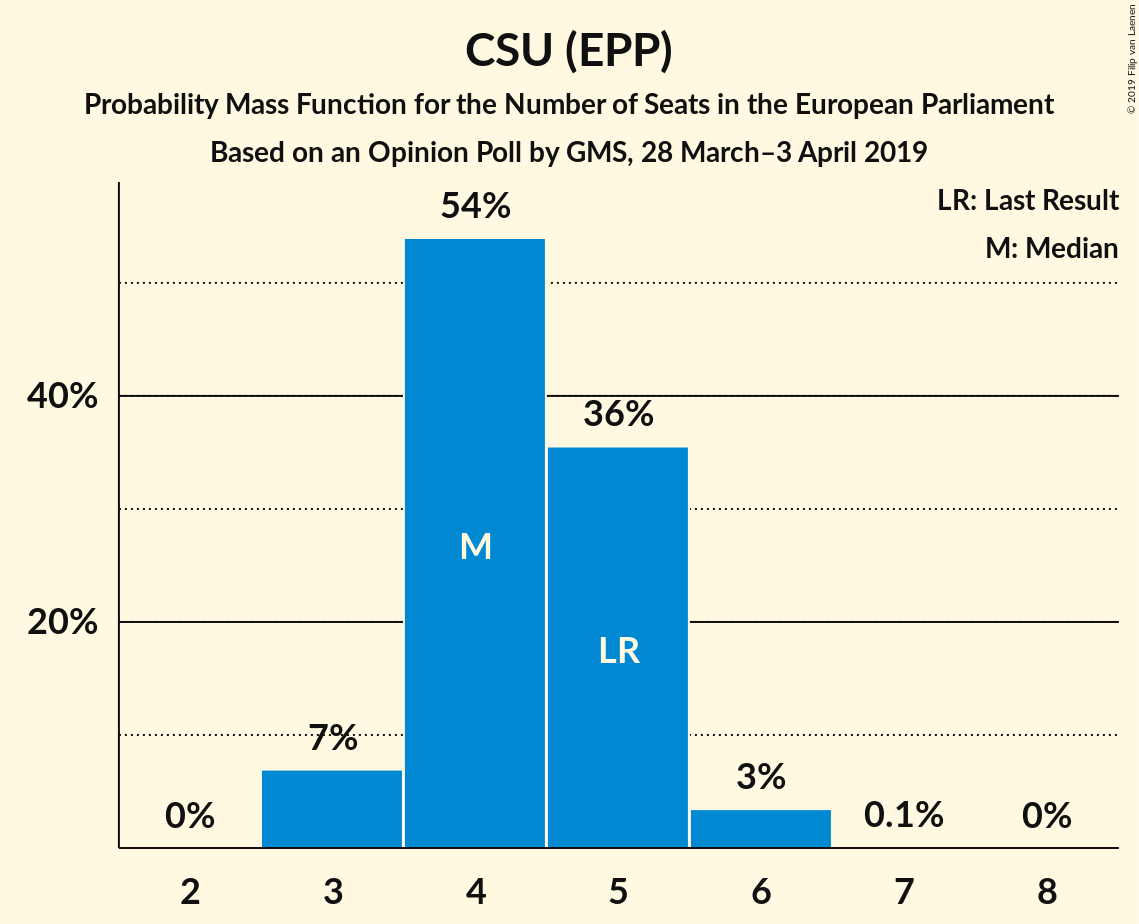 © 2019 Filip van Laenen
CSU (EPP)
Probability Mass Function for the Number of Seats in the European Parliament
Based on an Opinion Poll by GMS, 28 March–3 April 2019
LR: Last Result
M: Median
54%
40%
36%
M
20%
LR
7%
3%
0%
0.1%
0%
2 3 4 5 6 7 8